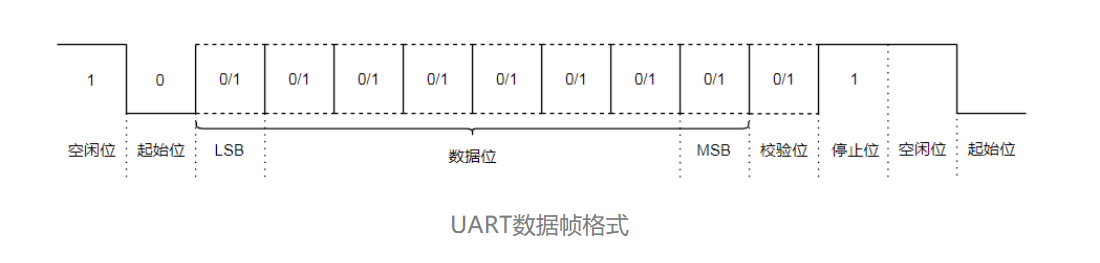 1 0 0/1 0/1 0/1 0/1 0/1 0/1 0/1 0/1 0/1 1
空闲位 起始位 LSB 数据位 MSB 校验位 停止位 空闲位 起始位
UART数据帧格式